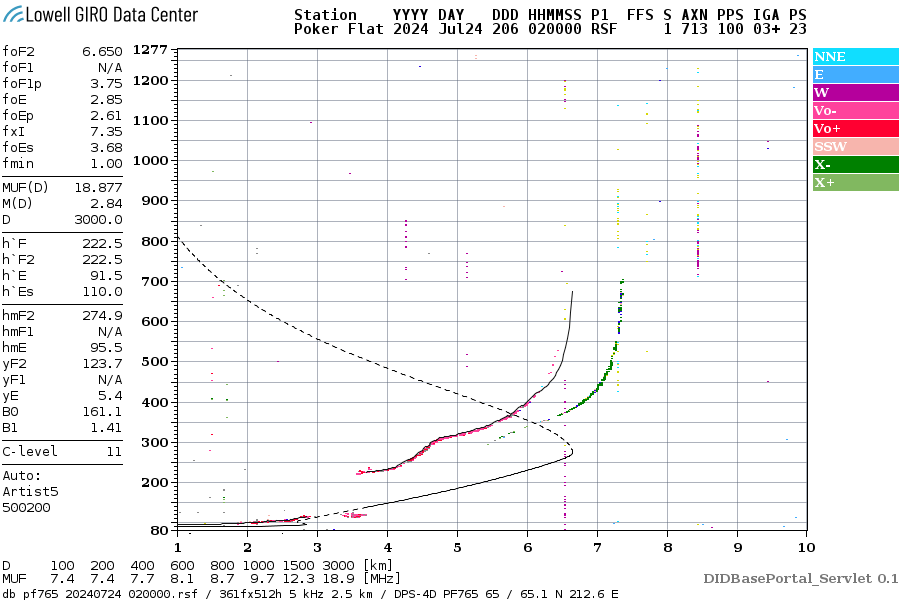 Lowell GIRO Data Center
Station YYYY DAY DDD HHMMSS P1 FFS S AXN PPS IGA PS
Poker Flat 2024 Jul24 206 020000 RSF 1 713 100 03+ 23
foF2 6.650
foF1 N/A
foF1p 3.75
foE 2.85
foEp 2.61
fxI 7.35
foEs 3.68
fmin 1.00
MUF(D) 18.877
M(D) 2.84
D 3000.0
h`F 222.5
h`F2 222.5
h`E 91.5
h`Es 110.0
hmF2 274.9
hmF1 N/A
hmE 95.5
yF2 123.7
yF1 N/A
yE 5.4
B0 161.1
B1 1.41
C-level 11
Auto:
Artist5
500200
1277
1200
1100
1000
900
800
700
600
500
400
300
200
80
1 2 3 4 5 6 7 8 9 10
NNE
E
W
Vo-
Vo+
SSW
X-
X+
D 100 200 400 600 800 1000 1500 3000 [km]
MUF 7.4 7.4 7.7 8.1 8.7 9.7 12.3 18.9 [MHz]
DIDBasePortal_Servlet 0.1
db pf765 20240724 020000.rsf / 361fx512h 5 kHz 2.5 km / DPS-4D PF765 65 / 65.1 N 212.6 E